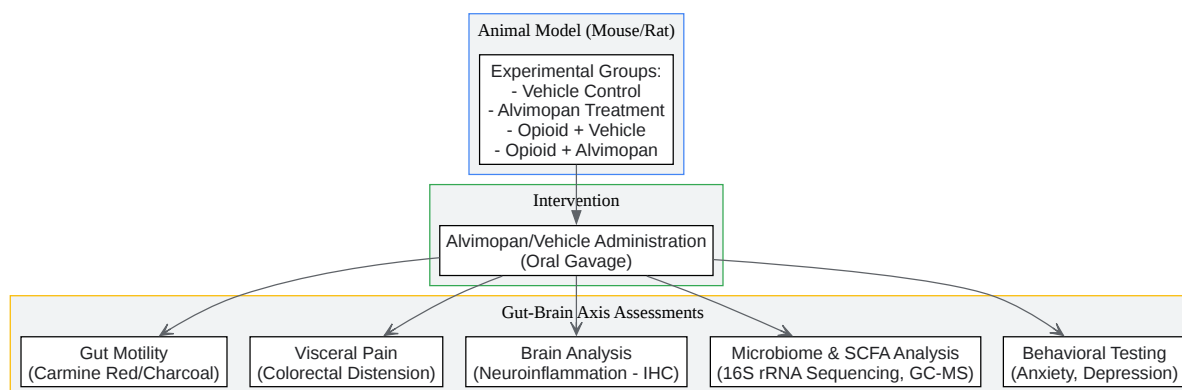 Animal Model (Mouse/Rat)
Experimental Groups:
- Vehicle Control
- Alvimopan Treatment
- Opioid + Vehicle
- Opioid + Alvimopan
Intervention
Alvimopan/Vehicle Administration
(Oral Gavage)
Gut-Brain Axis Assessments
Gut Motility
(Carmine Red/Charcoal)
Visceral Pain
(Colorectal Distension)
Brain Analysis
(Neuroinflammation - IHC)
Microbiome & SCFA Analysis
(16S rRNA Sequencing, GC-MS)
Behavioral Testing
(Anxiety, Depression)